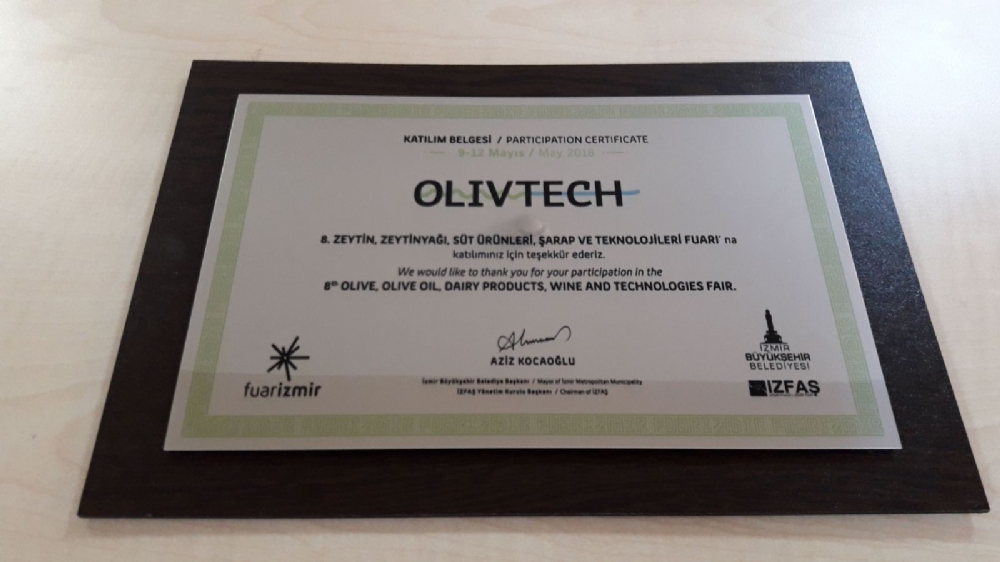 KATILIM BELGESİ / PARTICIPATION CERTIFICATE
9-12 Mayıs / May 2018
OLIVTECH
8. ZEYTİN, ZEYTİNYAĞI, SÜT ÜRÜNLERİ, ŞARAP VE TEKNOLOJİLERİ FUARI' na
katılımınız için teşekkür ederiz.
We would like to thank you for your participation in the
8th OLIVE, OLIVE OIL, DAIRY PRODUCTS, WINE AND TECHNOLOGIES FAIR.
AZİZ KOCAOĞLU
İzmir Büyükşehir Belediye Başkanı / Mayor of İzmir Metropolitan Municipality
İZFAŞ Yönetim Kurulu Başkanı / Chairman of İZFAŞ
fuarizmir
İZMİR
BÜYÜKŞEHİR
BELEDİYESİ
İZFAŞ